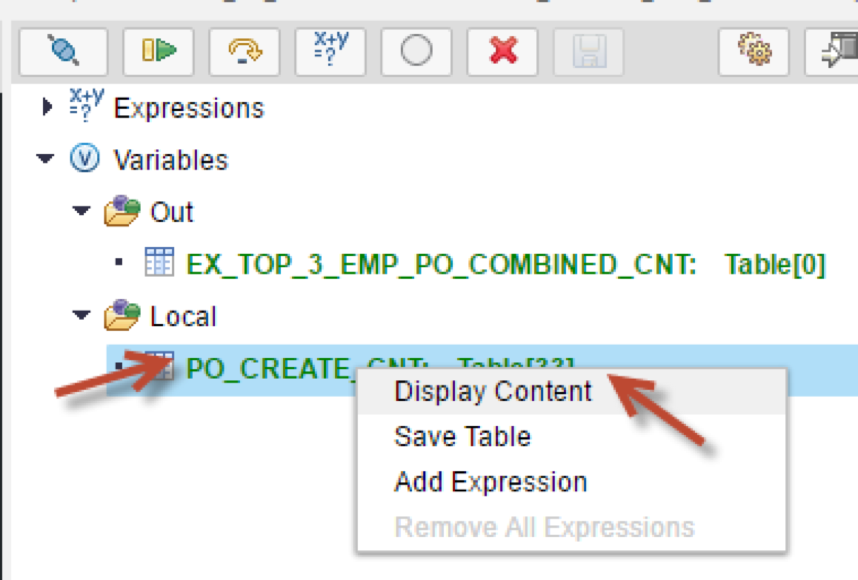 x+y
=?
x+y
=?
Expressions
V
Variables
Out
EX_TOP_3_EMP_PO_COMBINED_CNT: Table[0]
Local
PO_CREATE_CNT: Table[33]
Display Content
Save Table
Add Expression
Remove All Expressions